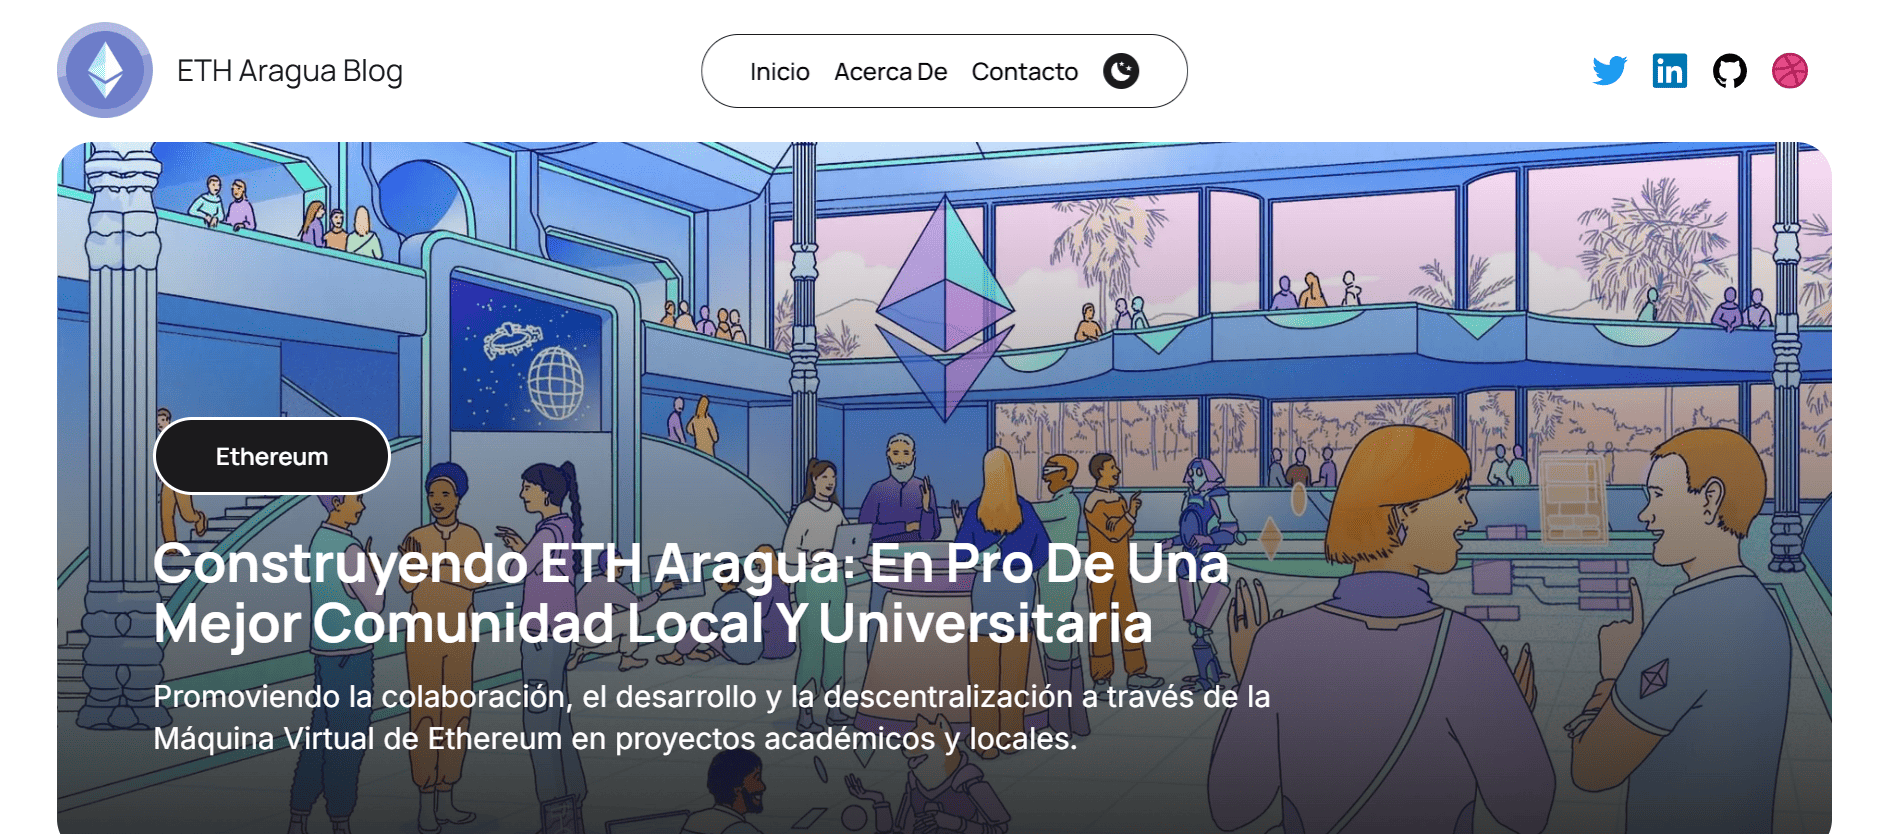 ETH Aragua Blog
Inicio Acerca De Contacto
Ethereum
Construyendo ETH Aragua: En Pro De Una
Mejor Comunidad Local Y Universitaria
Promoviendo la colaboración, el desarrollo y la descentralización a través de la
Máquina Virtual de Ethereum en proyectos académicos y locales.